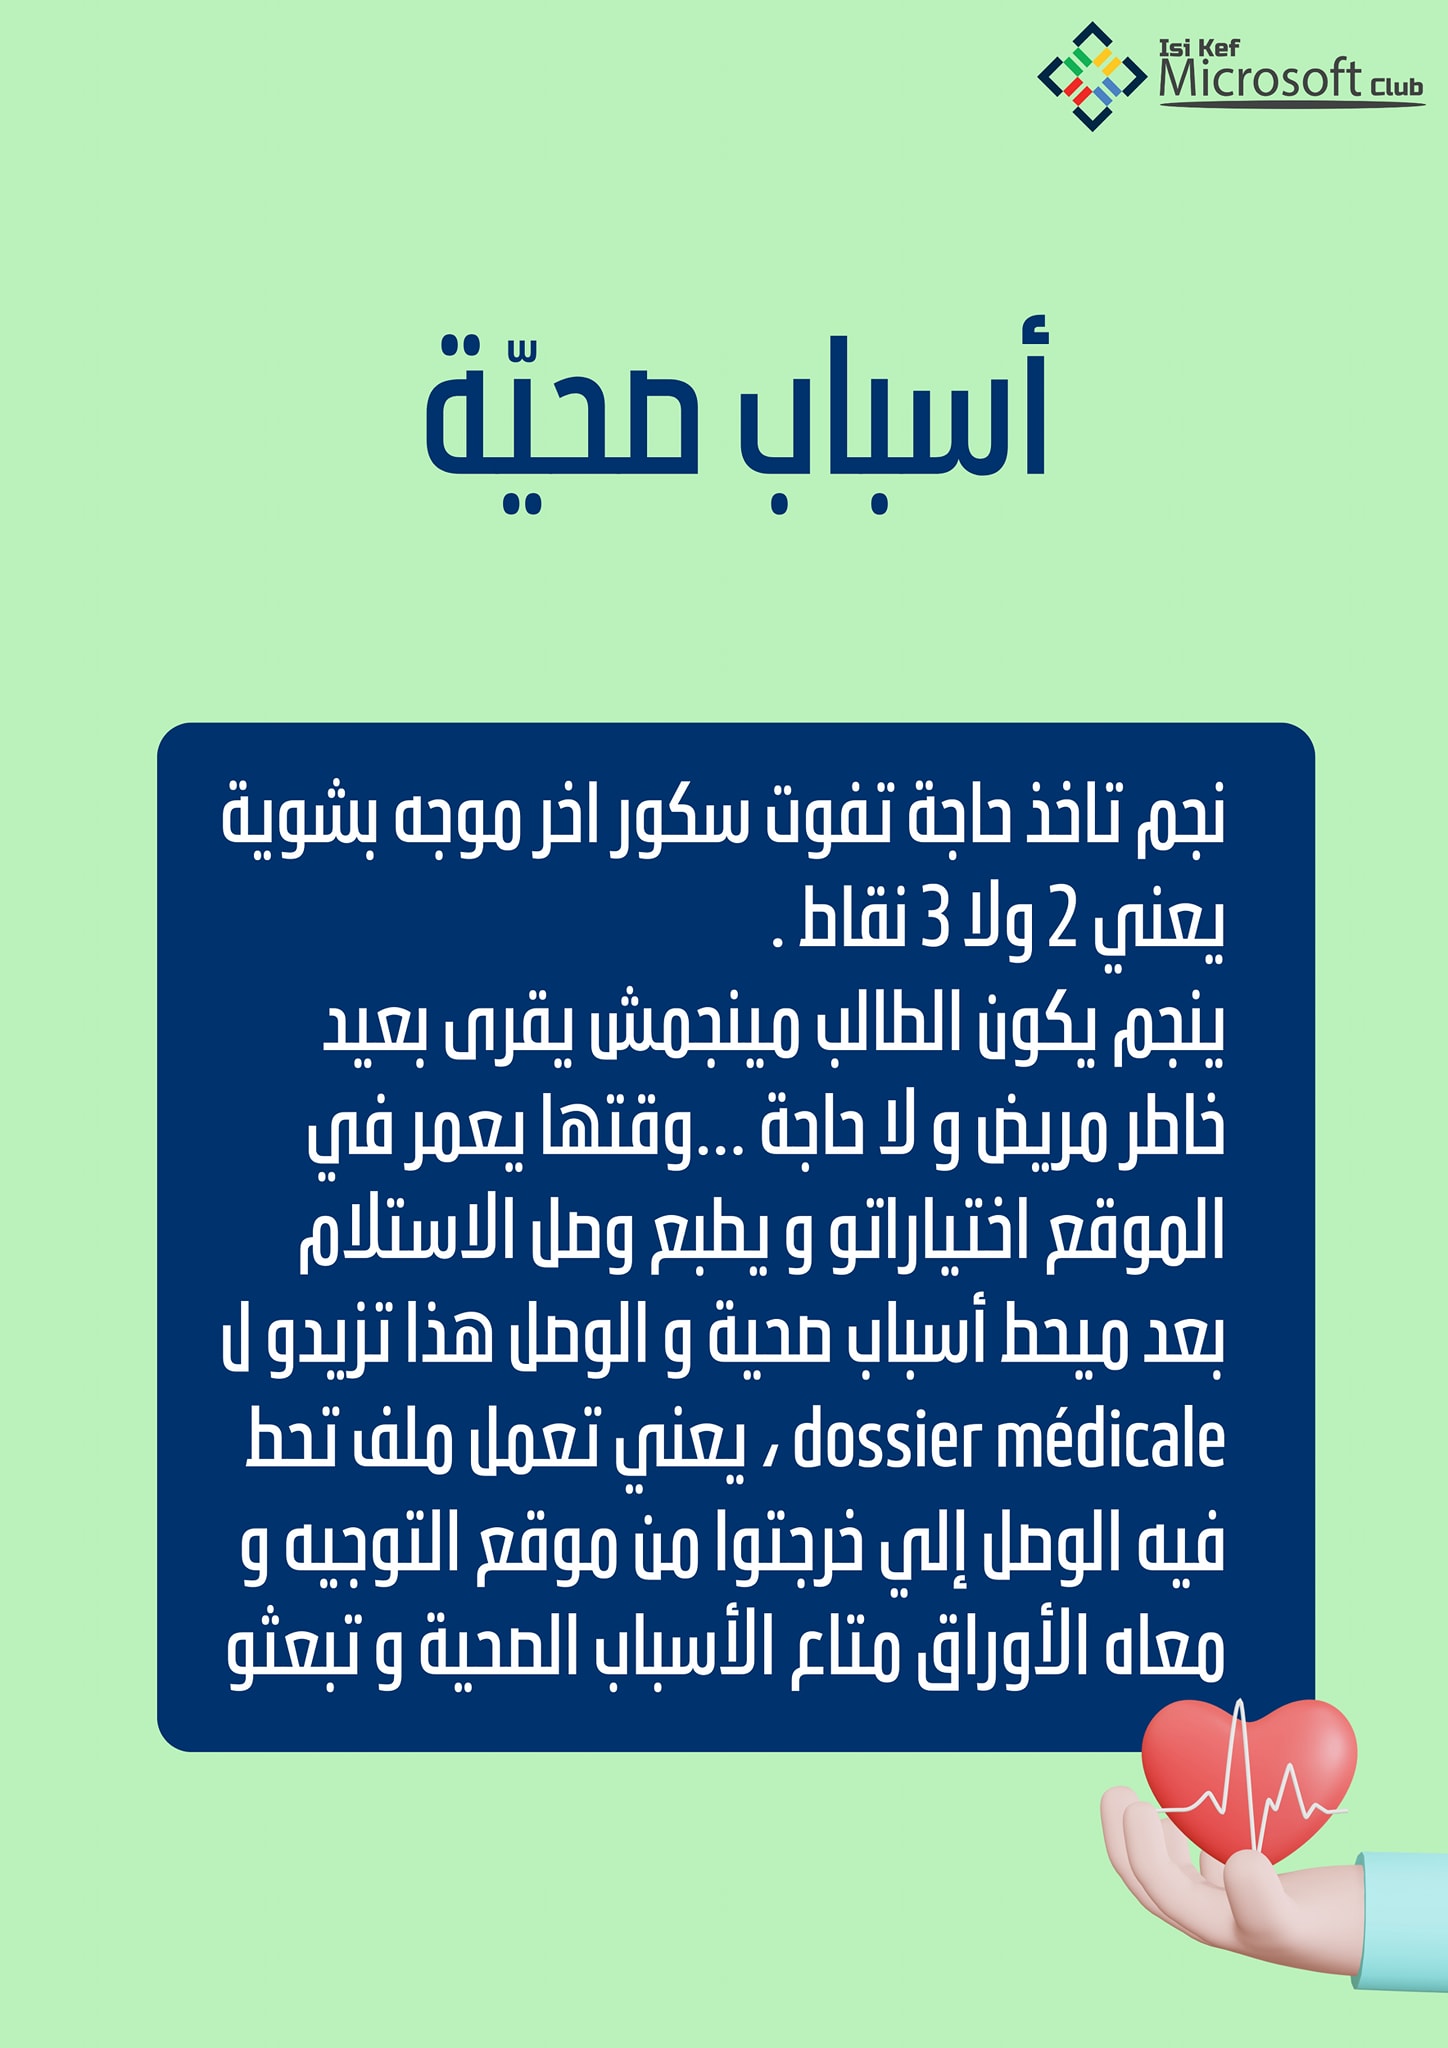 Isi Kef
Microsoft Club
أسباب صحيّة
نجم تاخذ حاجة تفوت سكور اخر موجه بشوية
يعني 2 ولا 3 نقاط .
ينجم يكون الطالب مينجمش يقرى بعيد
خاطر مريض و لا حاجة ...وقتها يعمر في
الموقع اختياراتو و يطبع وصل الاستلام
بعد ميحط أسباب صحية و الوصل هذا تزيدو ل
dossier médicale ، يعني تعمل ملف تحط
فيه الوصل إلي خرجتوا من موقع التوجيه و
معاه الأوراق متاع الأسباب الصحية و تبعثو